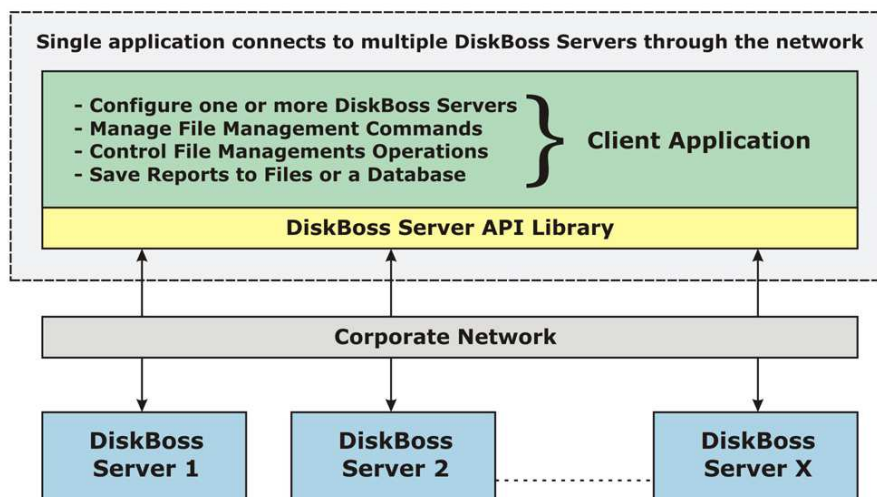 Single application connects to multiple DiskBoss Servers through the network
- Configure one or more DiskBoss Servers
- Manage File Management Commands
- Control File Managements Operations
- Save Reports to Files or a Database
Client Application
DiskBoss Server API Library
Corporate Network
DiskBoss
Server 1
DiskBoss
Server 2
DiskBoss
Server X